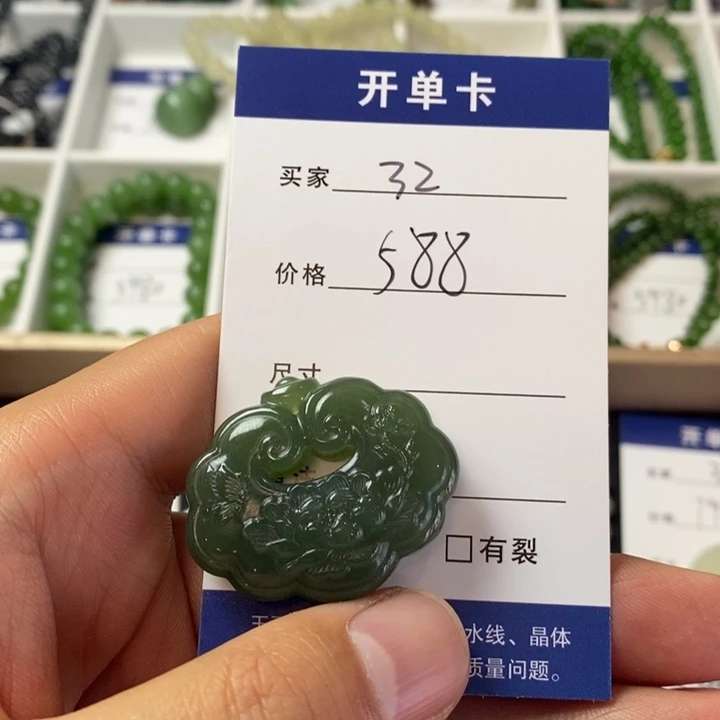 开单卡
买家 32
价格 588
尺寸
有裂
水线、晶体
质量问题。